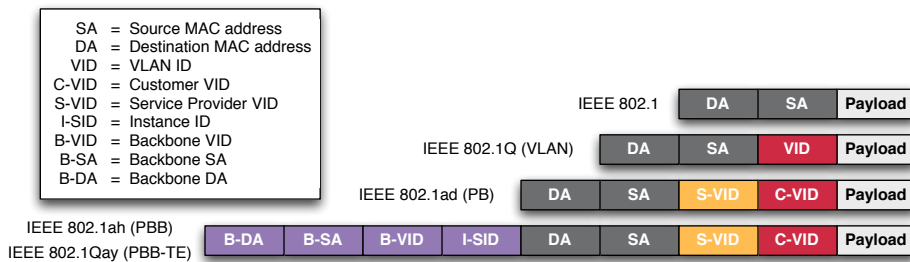 SA = Source MAC address
DA = Destination MAC address
VID = VLAN ID
C-VID = Customer VID
S-VID = Service Provider VID
I-SID = Instance ID
B-VID = Backbone VID
B-SA = Backbone SA
B-DA = Backbone DA
IEEE 802.1 DA SA Payload
IEEE 802.1Q (VLAN) DA SA VID Payload
IEEE 802.1ad (PB) DA SA S-VID C-VID Payload
IEEE 802.1ah (PBB)
IEEE 802.1Qay (PBB-TE) B-DA B-SA B-VID I-SID DA SA S-VID C-VID Payload